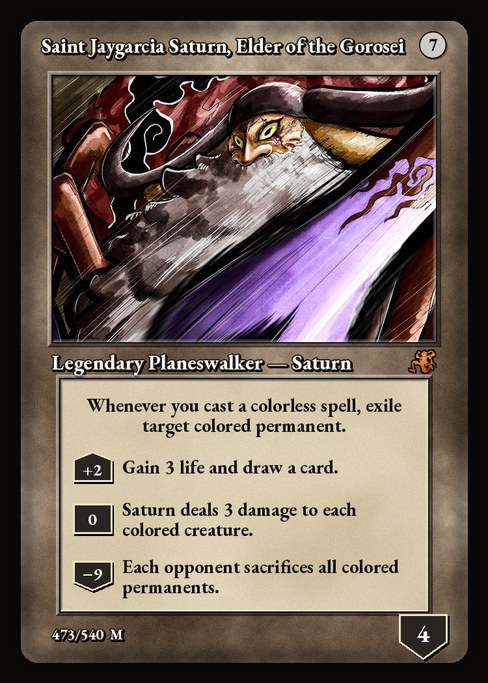 Saint Jaygarcia Saturn, Elder of the Gorosei 7
Legendary Planeswalker — Saturn
Whenever you cast a colorless spell, exile
target colored permanent.
+2 Gain 3 life and draw a card.
0 Saturn deals 3 damage to each
colored creature.
−9 Each opponent sacrifices all colored
permanents.
473/540 M
4